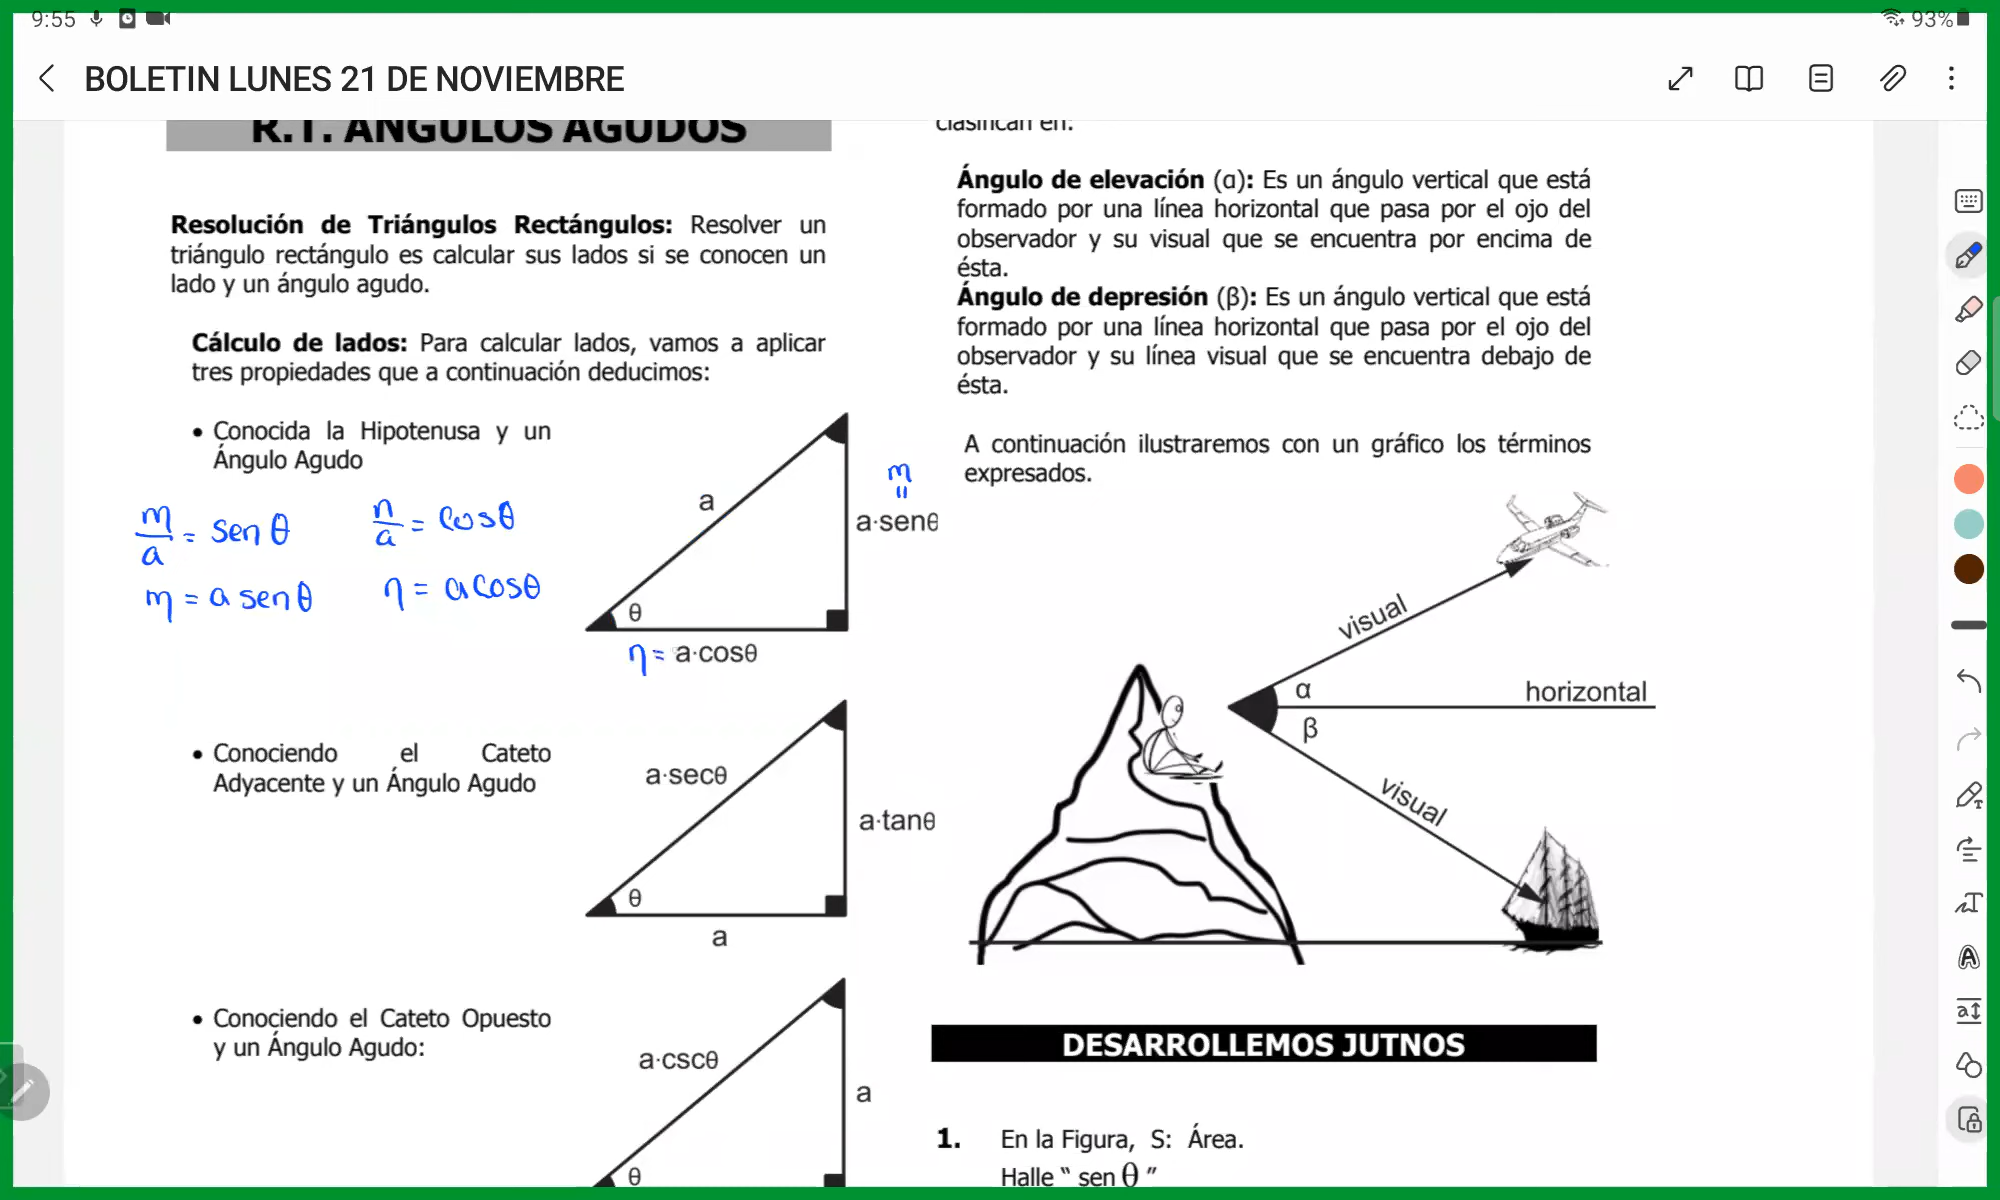 9:55
93%
BOLETIN LUNES 21 DE NOVIEMBRE
R.T. ANGULOS AGUDOS
Resolución de Triángulos Rectángulos: Resolver un
triángulo rectángulo es calcular sus lados si se conocen un
lado y un ángulo agudo.
Cálculo de lados: Para calcular lados, vamos a aplicar
tres propiedades que a continuación deducimos:
• Conocida la Hipotenusa y un
Ángulo Agudo
m/a = sen θ
n/a = cos θ
m = a sen θ
n = a cos θ
a
m
=
a·senθ
θ
n = a·cosθ
• Conociendo el Cateto
Adyacente y un Ángulo Agudo
a·secθ
a·tanθ
θ
a
• Conociendo el Cateto Opuesto
y un Ángulo Agudo:
a·cscθ
a
θ
clasifican en:
Ángulo de elevación (α): Es un ángulo vertical que está
formado por una línea horizontal que pasa por el ojo del
observador y su visual que se encuentra por encima de
ésta.
Ángulo de depresión (β): Es un ángulo vertical que está
formado por una línea horizontal que pasa por el ojo del
observador y su línea visual que se encuentra debajo de
ésta.
A continuación ilustraremos con un gráfico los términos
expresados.
visual
α
horizontal
β
visual
DESARROLLEMOS JUTNOS
1. En la Figura, S: Área.
Halle “ sen θ ”